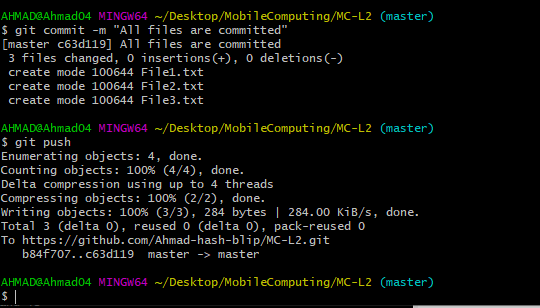 AHMAD@Ahmad04 MINGW64 ~/Desktop/MobileComputing/MC-L2 (master)
$ git commit -m "All files are committed"
[master c63d119] All files are committed
 3 files changed, 0 insertions(+), 0 deletions(-)
 create mode 100644 File1.txt
 create mode 100644 File2.txt
 create mode 100644 File3.txt
AHMAD@Ahmad04 MINGW64 ~/Desktop/MobileComputing/MC-L2 (master)
$ git push
Enumerating objects: 4, done.
Counting objects: 100% (4/4), done.
Delta compression using up to 4 threads
Compressing objects: 100% (2/2), done.
Writing objects: 100% (3/3), 284 bytes | 284.00 KiB/s, done.
Total 3 (delta 0), reused 0 (delta 0), pack-reused 0
To https://github.com/Ahmad-hash-blip/MC-L2.git
   b84f707..c63d119  master -> master
AHMAD@Ahmad04 MINGW64 ~/Desktop/MobileComputing/MC-L2 (master)
$